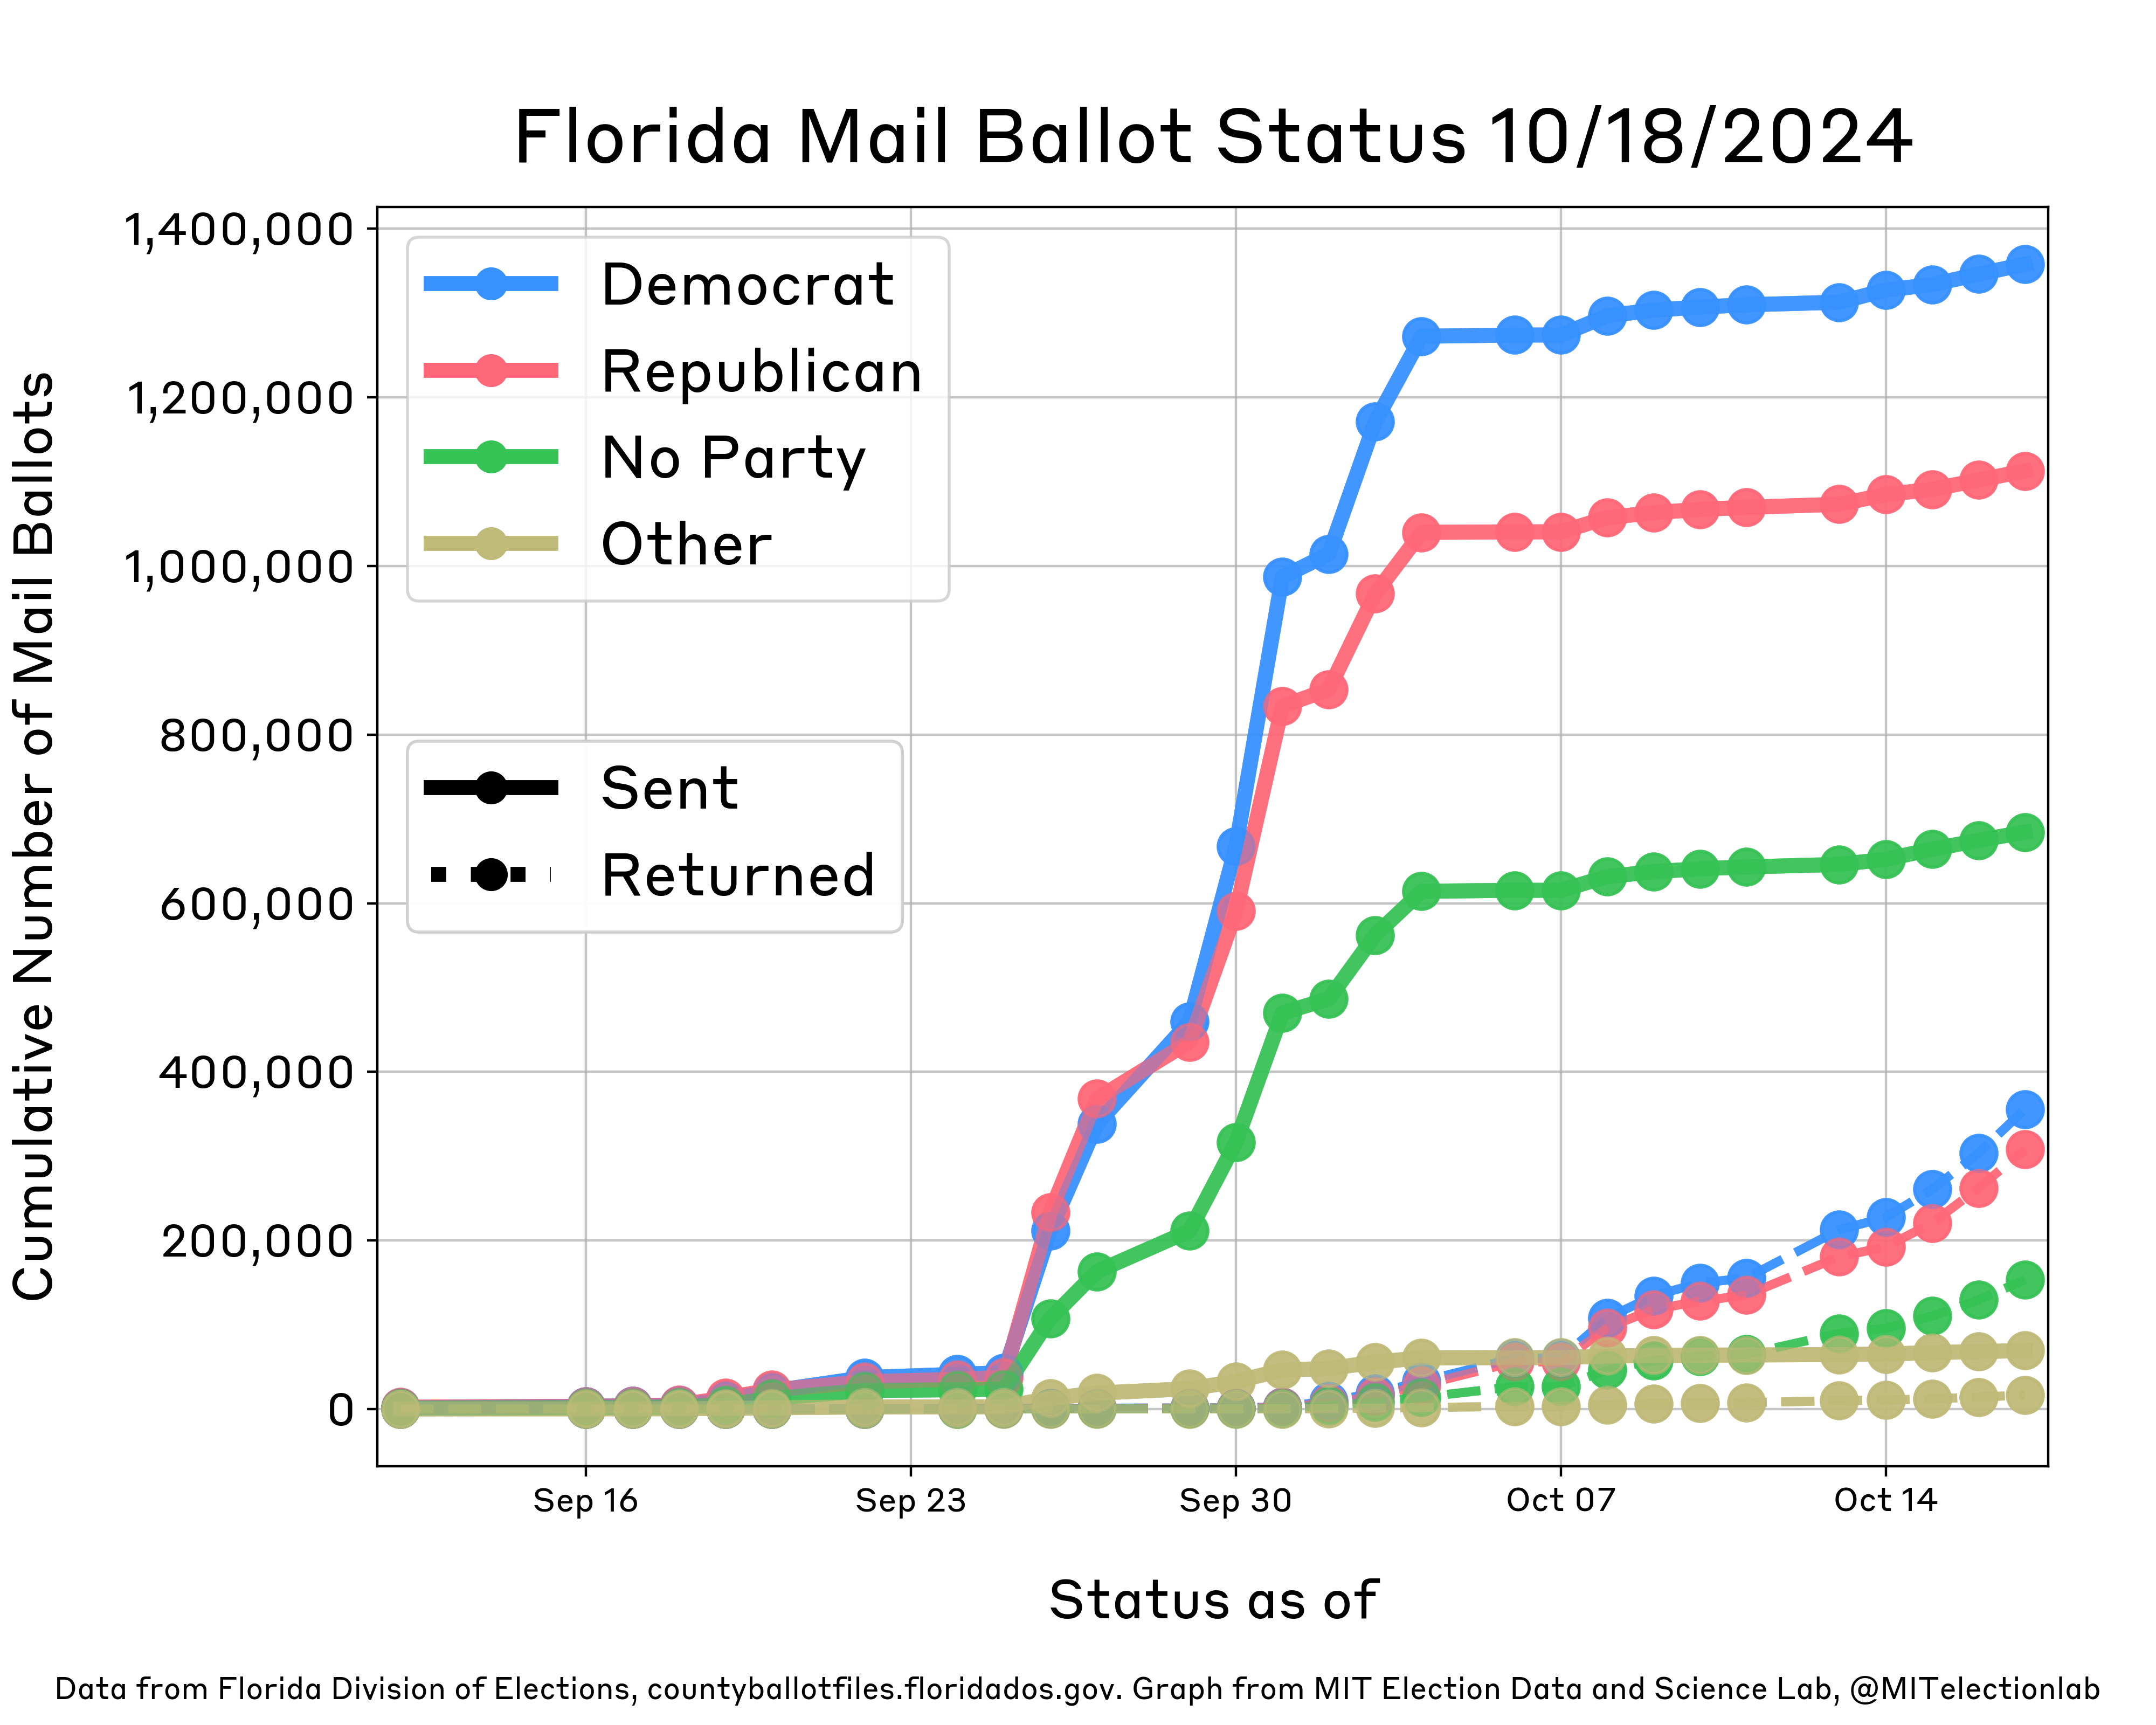 Florida Mail Ballot Status 10/18/2024
Cumulative Number of Mail Ballots
1,400,000
1,200,000
1,000,000
800,000
600,000
400,000
200,000
0
Democrat
Republican
No Party
Other
Sent
Returned
Sep 16
Sep 23
Sep 30
Oct 07
Oct 14
Status as of
Data from Florida Division of Elections, countyballotfiles.floridados.gov. Graph from MIT Election Data and Science Lab, @MITelectionlab